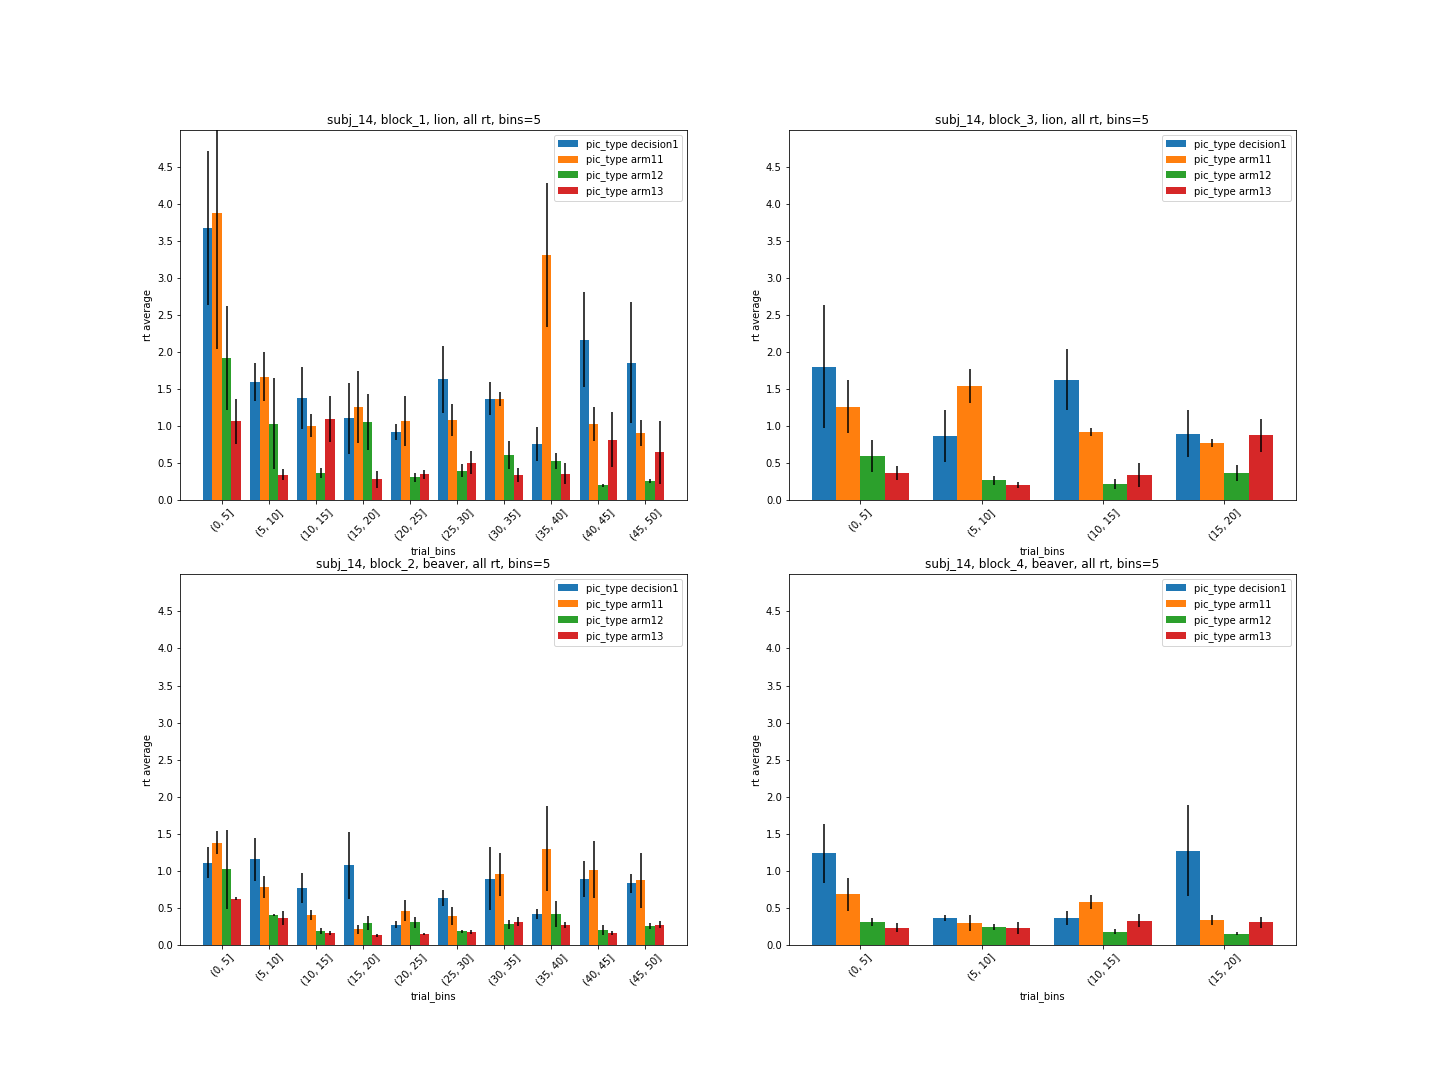 subj_14, block_1, lion, all rt, bins=5
pic_type decision1
pic_type arm11
pic_type arm12
pic_type arm13
rt average
4.5
4.0
3.5
3.0
2.5
2.0
1.5
1.0
0.5
0.0
(0, 5]
(5, 10]
(10, 15]
(15, 20]
(20, 25]
(25, 30]
(30, 35]
(35, 40]
(40, 45]
(45, 50]
trial_bins
subj_14, block_3, lion, all rt, bins=5
pic_type decision1
pic_type arm11
pic_type arm12
pic_type arm13
rt average
4.5
4.0
3.5
3.0
2.5
2.0
1.5
1.0
0.5
0.0
(0, 5]
(5, 10]
(10, 15]
(15, 20]
trial_bins
subj_14, block_2, beaver, all rt, bins=5
pic_type decision1
pic_type arm11
pic_type arm12
pic_type arm13
rt average
4.5
4.0
3.5
3.0
2.5
2.0
1.5
1.0
0.5
0.0
(0, 5]
(5, 10]
(10, 15]
(15, 20]
(20, 25]
(25, 30]
(30, 35]
(35, 40]
(40, 45]
(45, 50]
trial_bins
subj_14, block_4, beaver, all rt, bins=5
pic_type decision1
pic_type arm11
pic_type arm12
pic_type arm13
rt average
4.5
4.0
3.5
3.0
2.5
2.0
1.5
1.0
0.5
0.0
(0, 5]
(5, 10]
(10, 15]
(15, 20]
trial_bins